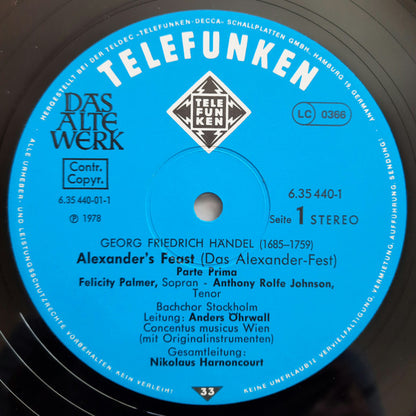 HERGESTELLT BEI DER TELDEC »TELEFUNKEN-DECCA« SCHALLPLATTEN GMBH. HAMBURG 19, GERMANY
TELEFUNKEN
DAS
ALTE
WERK
TELE
FUN
KEN
LC 0366
Contr.
Copyr.
6.35 440-01-1
Ⓟ 1978
6.35 440-1
Seite 1 STEREO
GEORG FRIEDRICH HÄNDEL (1685–1759)
Alexander's Feast (Das Alexander-Fest)
Parte Prima
Felicity Palmer, Sopran - Anthony Rolfe Johnson,
Tenor
Bachchor Stockholm
Leitung: Anders Öhrwall
Concentus musicus Wien
(mit Originalinstrumenten)
Gesamtleitung:
Nikolaus Harnoncourt
33
ALLE URHEBER- UND LEISTUNGSSCHUTZRECHTE VORBEHALTEN. KEIN VERLEIH!
KEINE UNERLAUBTE VERVIELFÄLTIGUNG, VERMIETUNG, AUFFÜHRUNG, SENDUNG!